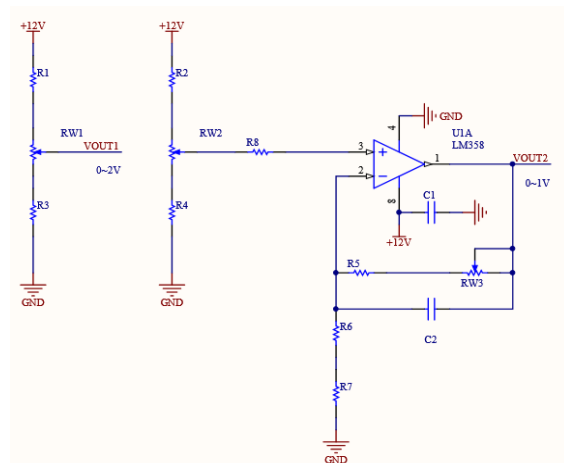 +12V
+12V
R1
R2
GND
4
U1A
LM358
RW1
VOUT1
RW2
R8
3
1
VOUT2
2
0~2V
0~1V
8
C1
R3
R4
+12V
R5
RW3
GND
GND
R6
C2
R7
GND